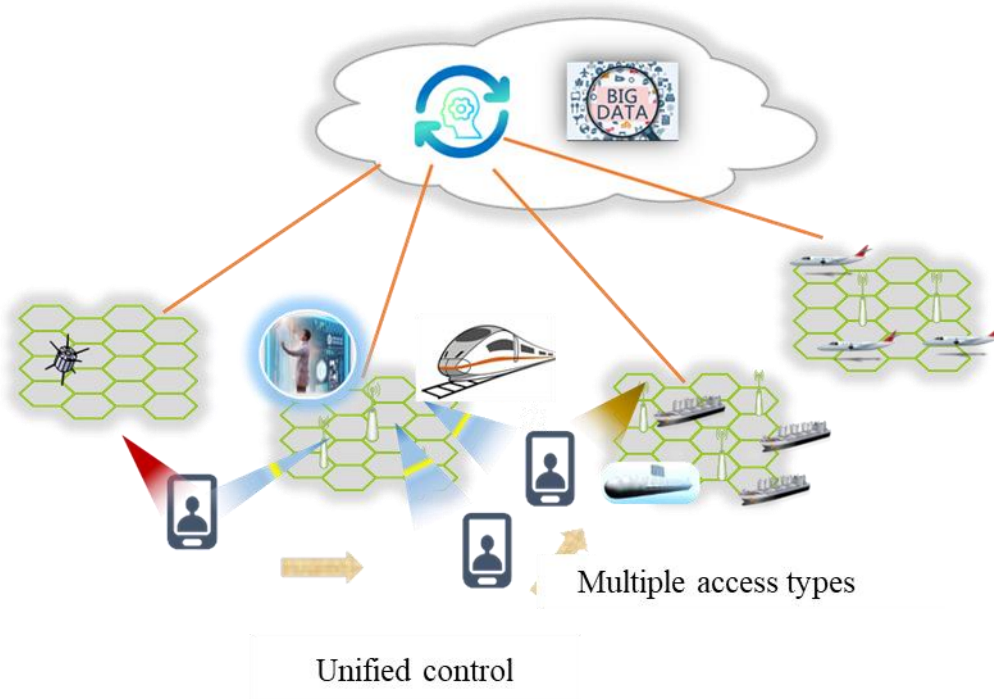 BIG
DATA
Multiple access types
Unified control